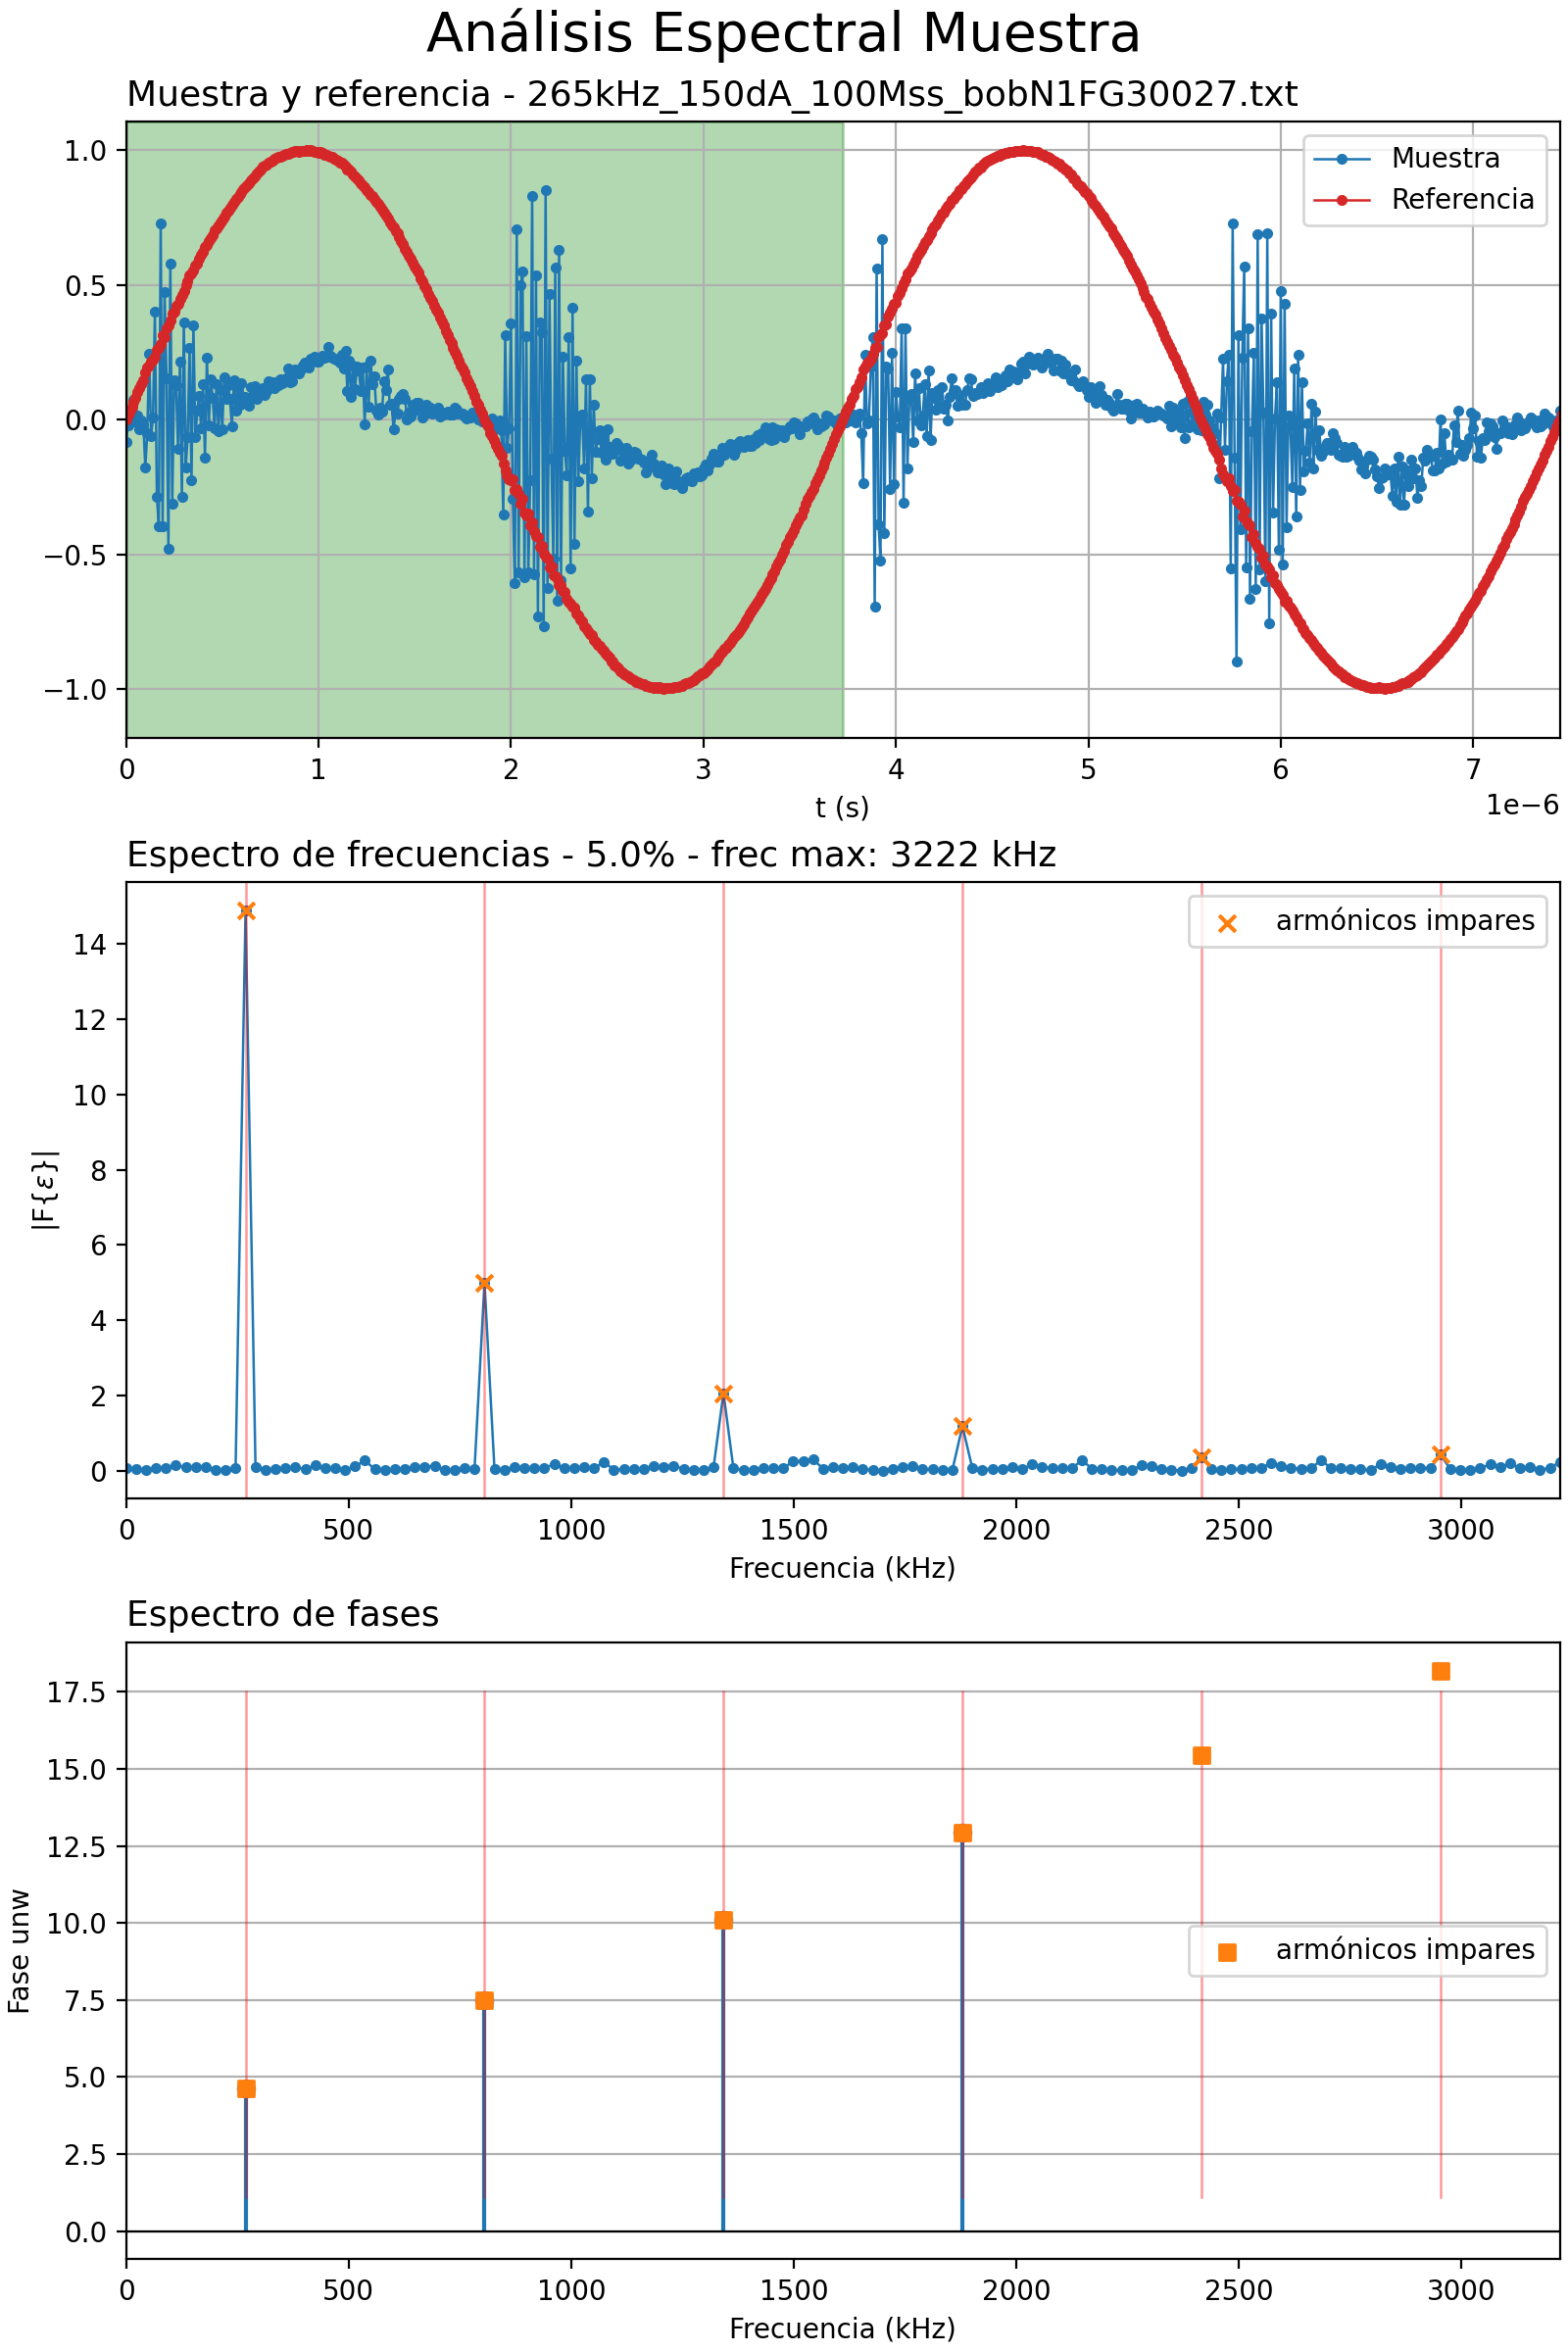 Análisis Espectral Muestra
Muestra y referencia - 265kHz_150dA_100Mss_bobN1FG30027.txt
1.0
0.5
0.0
−0.5
−1.0
Muestra
Referencia
0 1 2 3 4 5 6 7
1e−6
t (s)
Espectro de frecuencias - 5.0% - frec max: 3222 kHz
armónicos impares
14
12
10
8
6
4
2
0
|F{ε}|
0 500 1000 1500 2000 2500 3000
Frecuencia (kHz)
Espectro de fases
17.5
15.0
12.5
10.0
7.5
5.0
2.5
0.0
Fase unw
armónicos impares
0 500 1000 1500 2000 2500 3000
Frecuencia (kHz)